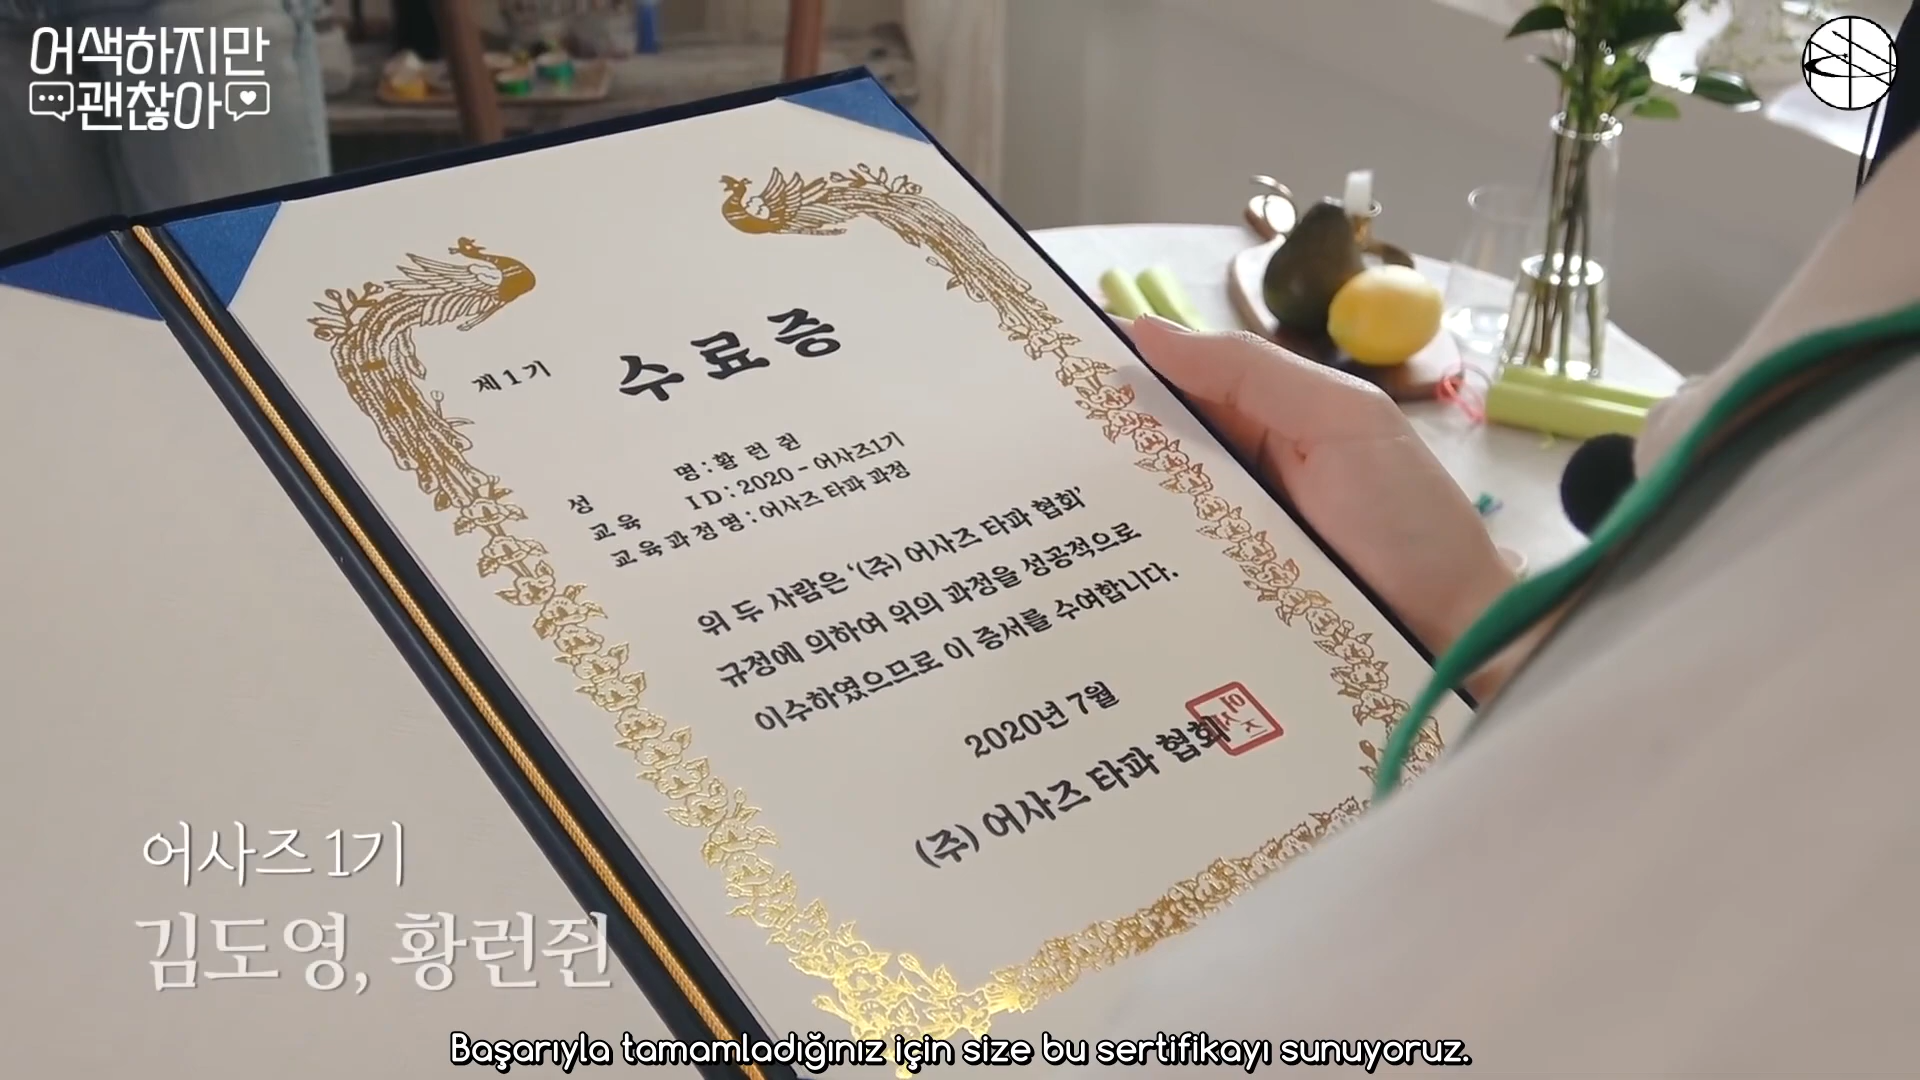 어색하지만
괜찮아
제1기
수료증
성 명 : 황 런 쥔
교육 ID : 2020 - 어사즈1기
교육과정명 : 어사즈 타파 과정
위 두 사람은 '(주) 어사즈 타파 협회'
규정에 의하여 위의 과정을 성공적으로
이수하였으므로 이 증서를 수여합니다.
2020년 7월
(주) 어사즈 타파 협회
어사즈 1기
김도영, 황런쥔
Başarıyla tamamladığınız için size bu sertifikayı sunuyoruz.